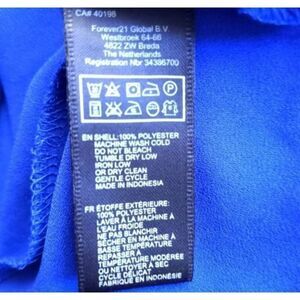 CA# 40196
Forever21 Global B.V.
Westbroek 64-66
4822 ZW Breda
The Netherlands
Registration Nbr 34386700
EN SHELL:100% POLYESTER
MACHINE WASH COLD
DO NOT BLEACH
TUMBLE DRY LOW
IRON LOW
OR DRY CLEAN
GENTLE CYCLE
MADE IN INDONESIA
FR ÉTOFFE EXTÉRIEURE:
100% POLYESTER
LAVER À LA MACHINE À
L'EAU FROIDE
NE PAS BLANCHIR
SÉCHER EN MACHINE À
BASSE TEMPÉRATURE
REPASSER À
TEMPÉRATURE MODÉRÉE
OU NETTOYER À SEC
CYCLE DÉLICAT
FABRIQUÉ EN INDONÉSIE